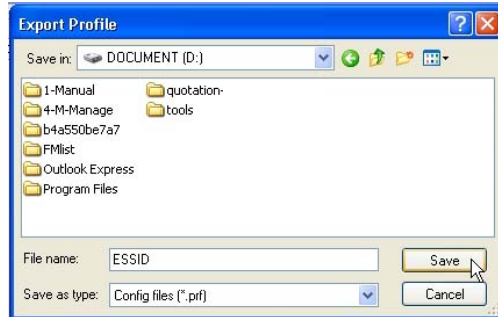 Export Profile
Save in: DOCUMENT (D:)
1-Manual quotation-
4-M-Manage tools
b4a550be7a7
FMlist
Outlook Express
Program Files
File name: ESSID Save
Save as type: Config files (*.prf) Cancel